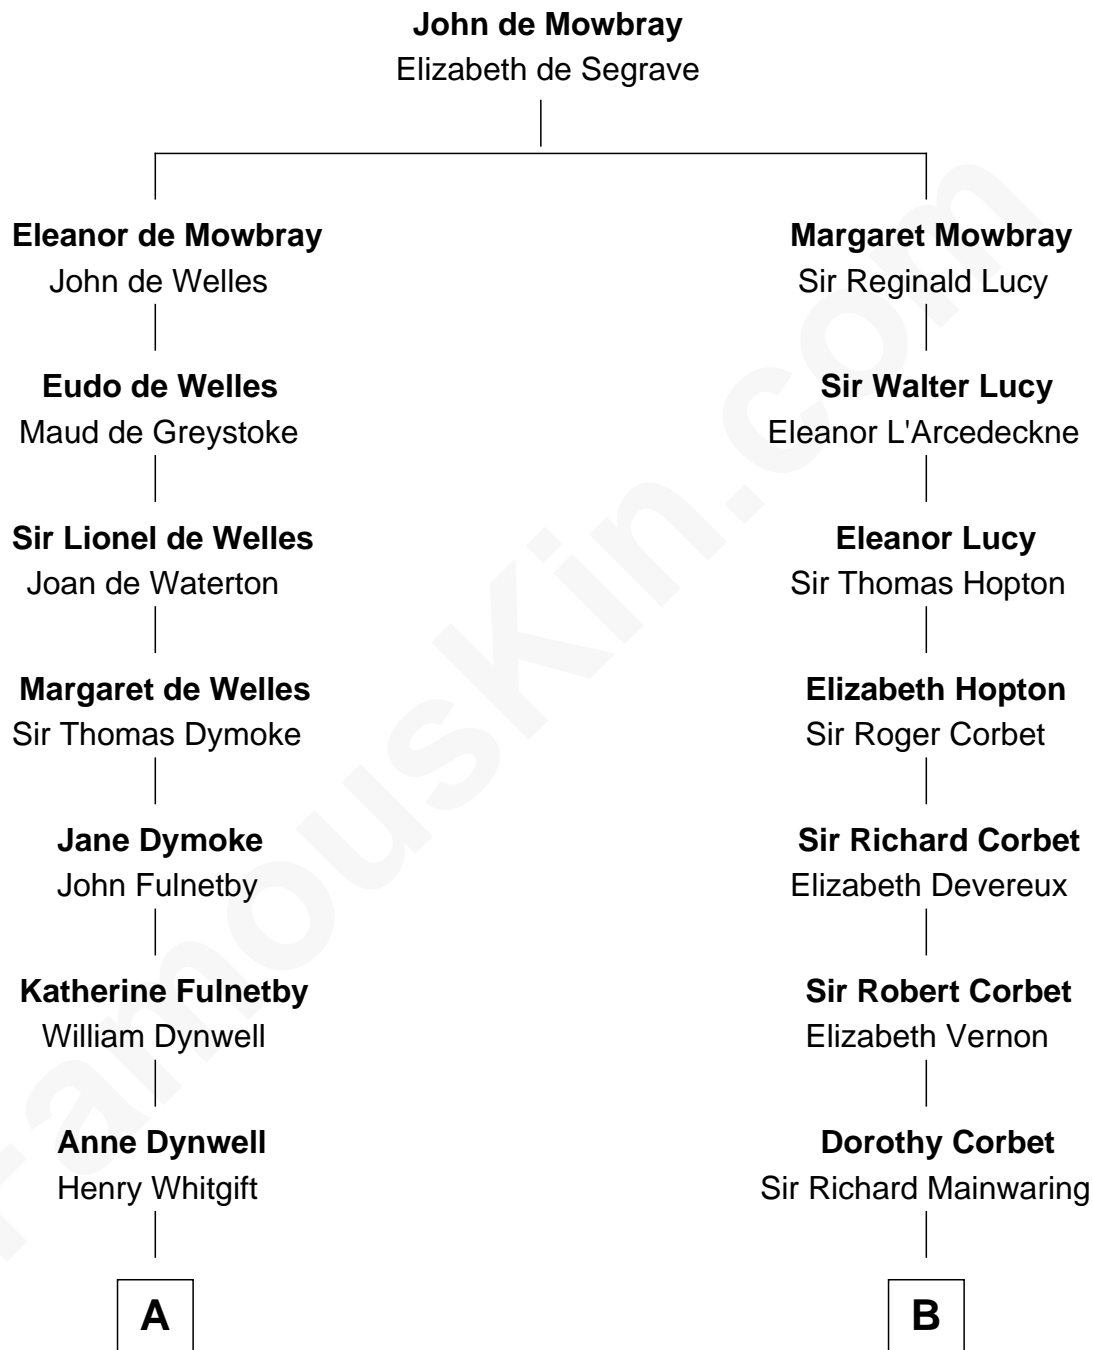 John de Mowbray
Elizabeth de Segrave
Eleanor de Mowbray
John de Welles
Margaret Mowbray
Sir Reginald Lucy
Eudo de Welles
Maud de Greystoke
Sir Walter Lucy
Eleanor L'Arcedeckne
Sir Lionel de Welles
Joan de Waterton
Eleanor Lucy
Sir Thomas Hopton
Margaret de Welles
Sir Thomas Dymoke
Elizabeth Hopton
Sir Roger Corbet
Jane Dymoke
John Fulnetby
Sir Richard Corbet
Elizabeth Devereux
Katherine Fulnetby
William Dynwell
Sir Robert Corbet
Elizabeth Vernon
Anne Dynwell
Henry Whitgift
Dorothy Corbet
Sir Richard Mainwaring
A
B
FamousKin.com